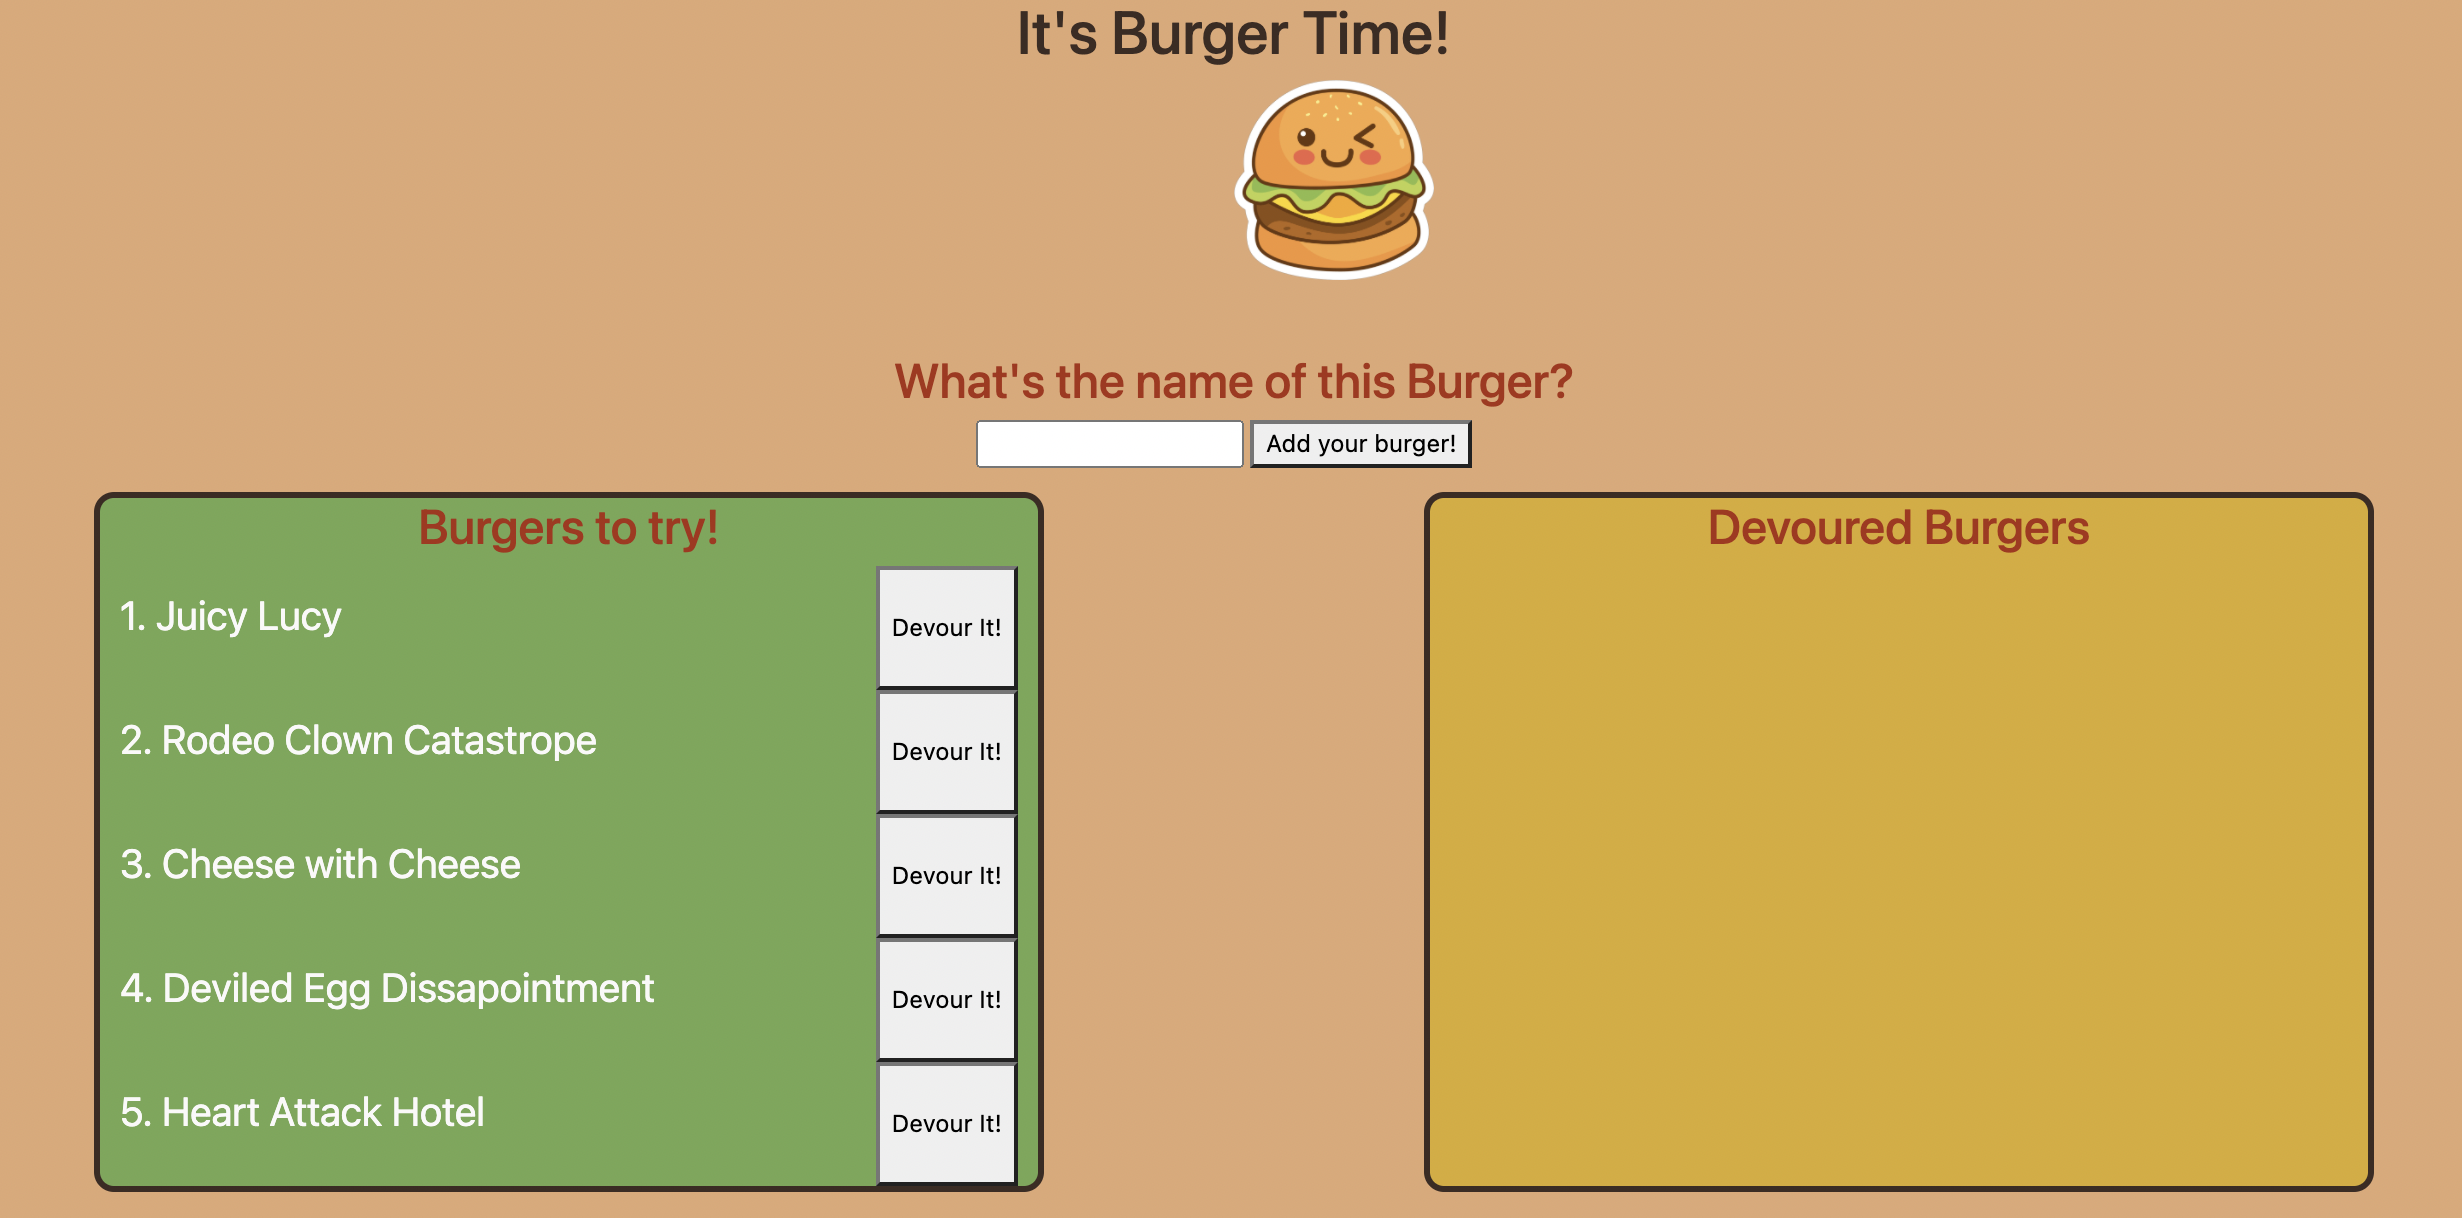 It's Burger Time!
What's the name of this Burger?
Add your burger!
Burgers to try!
1. Juicy Lucy
Devour It!
2. Rodeo Clown Catastrope
Devour It!
3. Cheese with Cheese
Devour It!
4. Deviled Egg Dissapointment
Devour It!
5. Heart Attack Hotel
Devour It!
Devoured Burgers